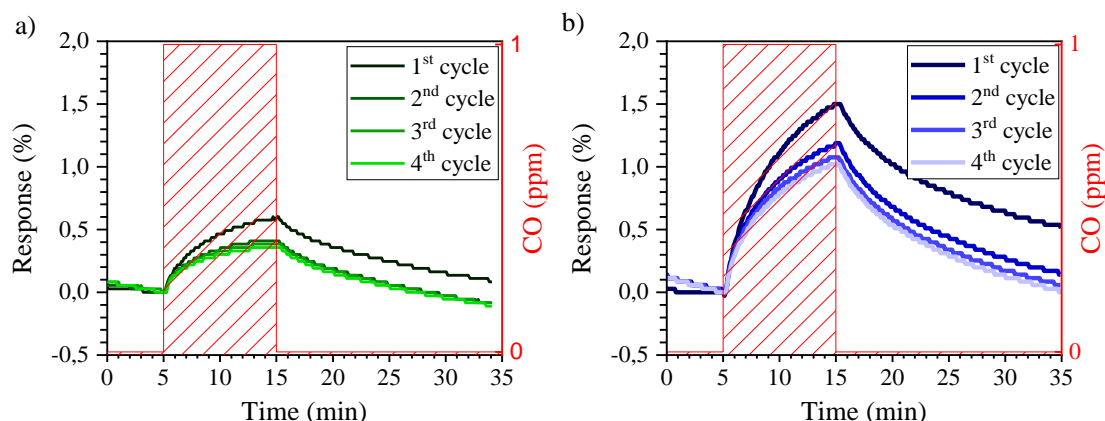 a)
2,0
1,5
1,0
0,5
0,0
-0,5
Response (%)
0 5 10 15 20 25 30 35
Time (min)
1
0
CO (ppm)
1st cycle
2nd cycle
3rd cycle
4th cycle
b)
2,0
1,5
1,0
0,5
0,0
-0,5
Response (%)
0 5 10 15 20 25 30 35
Time (min)
1
0
CO (ppm)
1st cycle
2nd cycle
3rd cycle
4th cycle